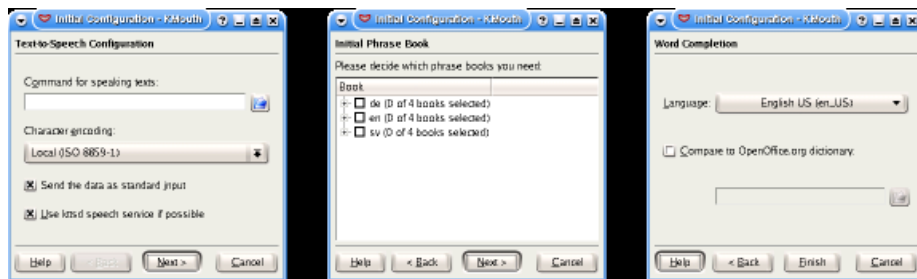 Initial Configuration - KMouth
Text-to-Speech Configuration
Command for speaking texts:
Character encoding:
Local (ISO 8859-1)
Send the data as standard input
Use kttsd speech service if possible
Help
< Back
Next >
Cancel
Initial Configuration - KMouth
Initial Phrase Book
Please decide which phrase books you need:
Book
de (0 of 4 books selected)
en (0 of 4 books selected)
sv (0 of 4 books selected)
Help
< Back
Next >
Cancel
Initial Configuration - KMouth
Word Completion
Language:
English US (en_US)
Compare to OpenOffice.org dictionary:
Help
< Back
Finish
Cancel